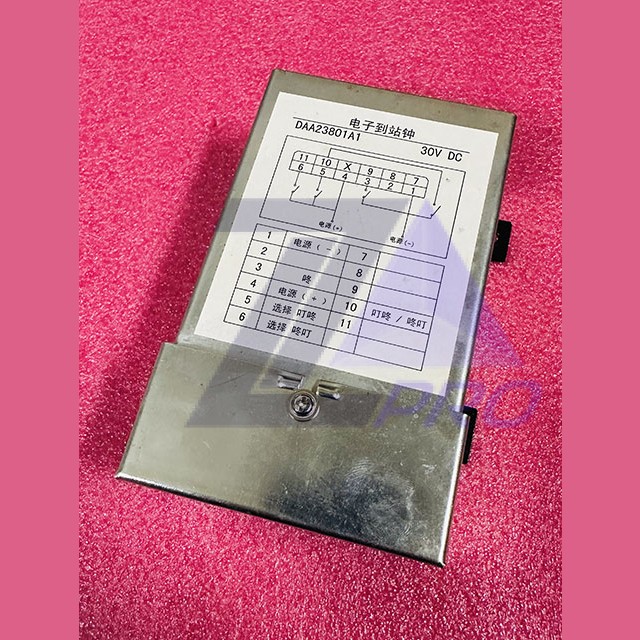 电子到站钟
DAA23801A1 30V DC
11 10 X 9 8 7
6 5 4 3 2 1
电源(+) 电源(-)
1 电源(-) 7
2 8
3 咚 9
4 电源(+) 10 叮咚/咚叮
5 选择 叮咚 11
6 选择 咚叮
PRO